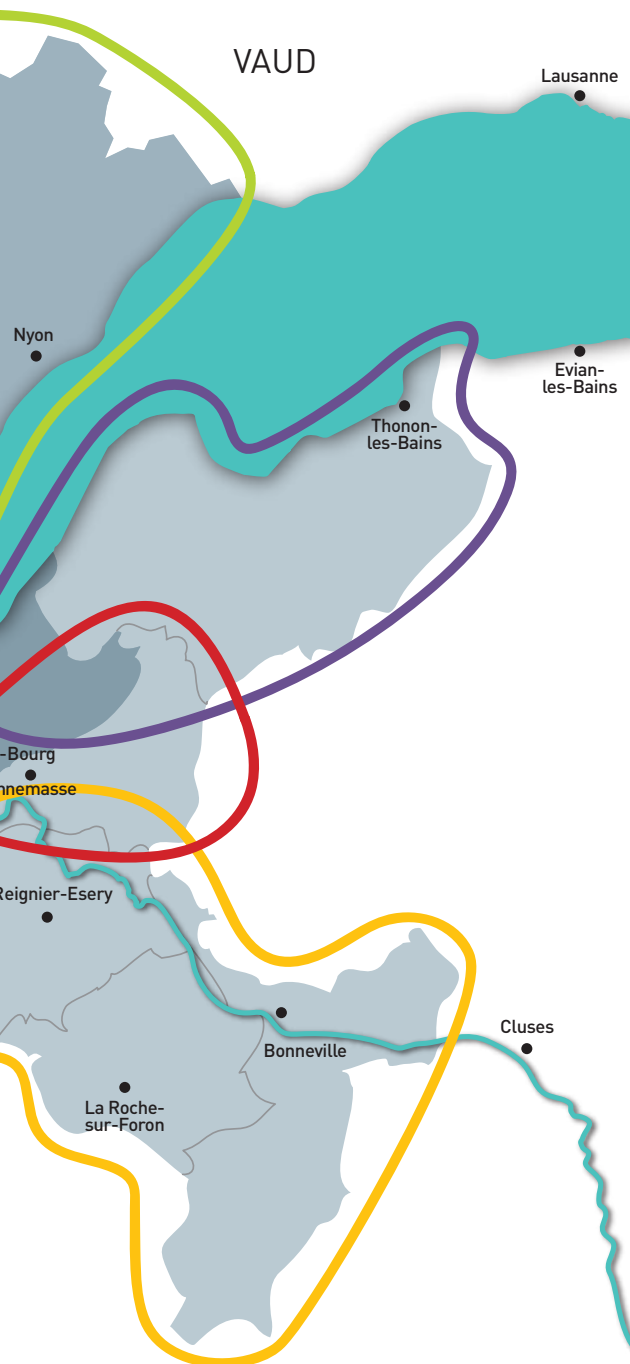 VAUD
Lausanne
Nyon
Evian-
les-Bains
Thonon-
les-Bains
-Bourg
nnemasse
Reignier-Esery
Cluses
Bonneville
La Roche-
sur-Foron